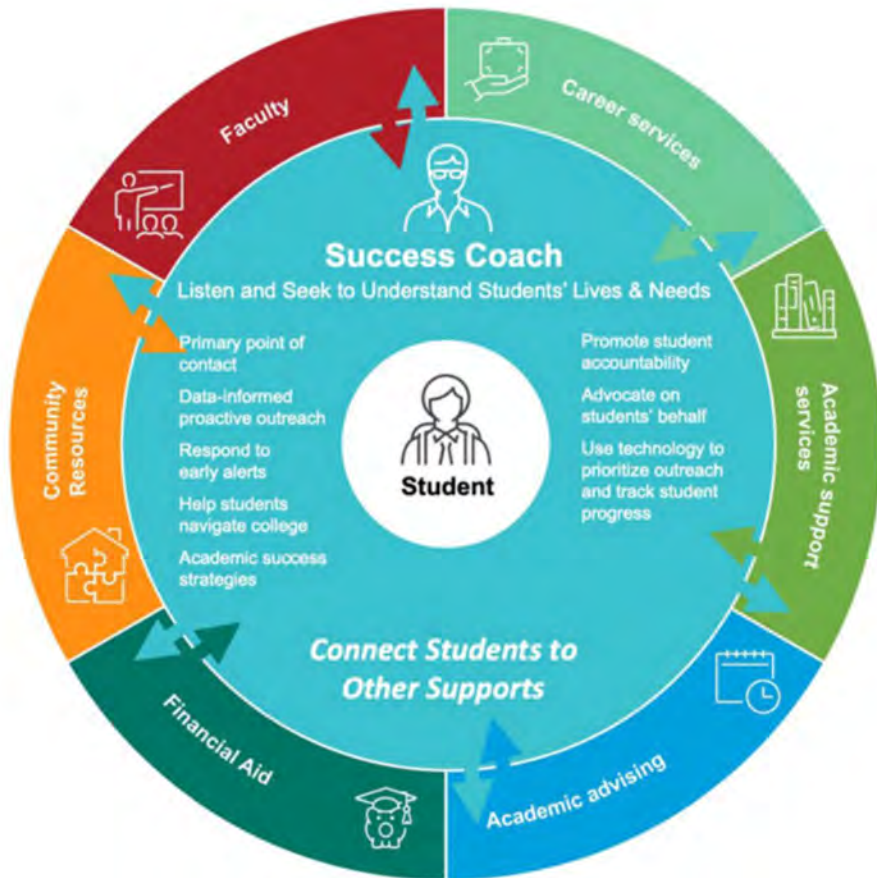 Faculty
Career services
Success Coach
Listen and Seek to Understand Students' Lives & Needs
Primary point of
contact
Data-informed
proactive outreach
Respond to
early alerts
Help students
navigate college
Academic success
strategies
Promote student
accountability
Advocate on
students' behalf
Use technology to
prioritize outreach
and track student
progress
Student
Community
Resources
Academic support
services
Connect Students to
Other Supports
Financial Aid
Academic advising